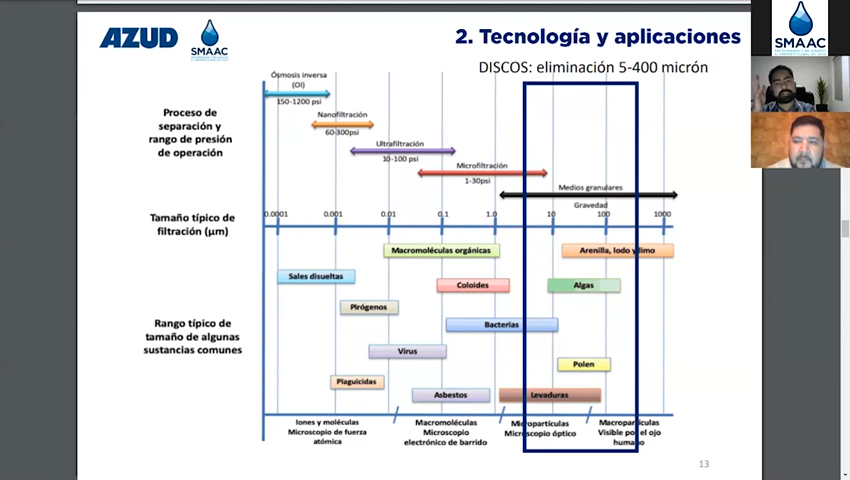 AZUD
SMAAC
2. Tecnología y aplicaciones
DISCOS: eliminación 5-400 micrón
SMAAC
Ósmosis inversa
(OI)
150-1200 psi
Nanofiltración
60-300psi
Ultrafiltración
10-100 psi
Microfiltración
1-30psi
Medios granulares
Gravedad
Proceso de
separación y
rango de presión
de operación
Tamaño típico de
filtración (µm)
0.0001 0.001 0.01 0.1 1.0 10 100 1000
Macromoléculas orgánicas
Arenilla, lodo y limo
Sales disueltas
Coloides
Algas
Pirógenos
Bacterias
Rango típico de
tamaño de algunas
sustancias comunes
Virus
Polen
Plaguicidas
Asbestos
Levaduras
Iones y moléculas
Microscopio de fuerza
atómica
Macromoléculas
Microscopio
electrónico de barrido
Micropartículas
Microscopio óptico
Macropartículas
Visible por el ojo
humano
13